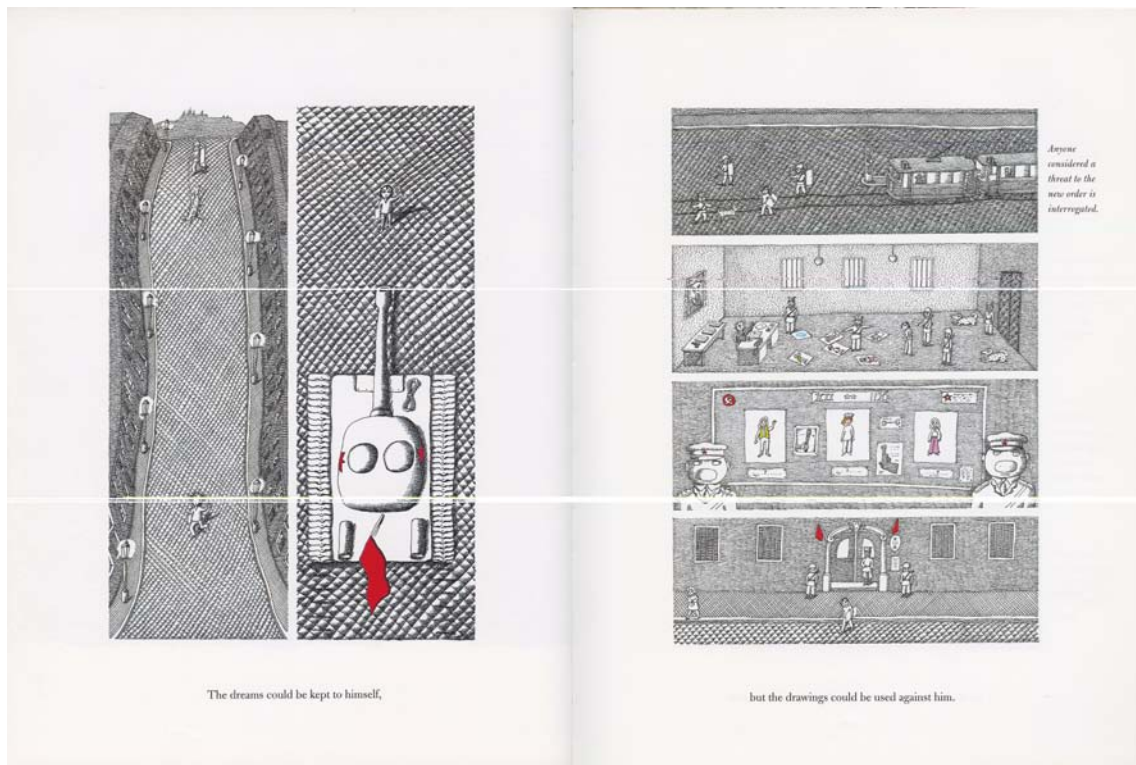 The dreams could be kept to himself,
Anyone
considered a
threat to the
new order is
interrogated.
but the drawings could be used against him.